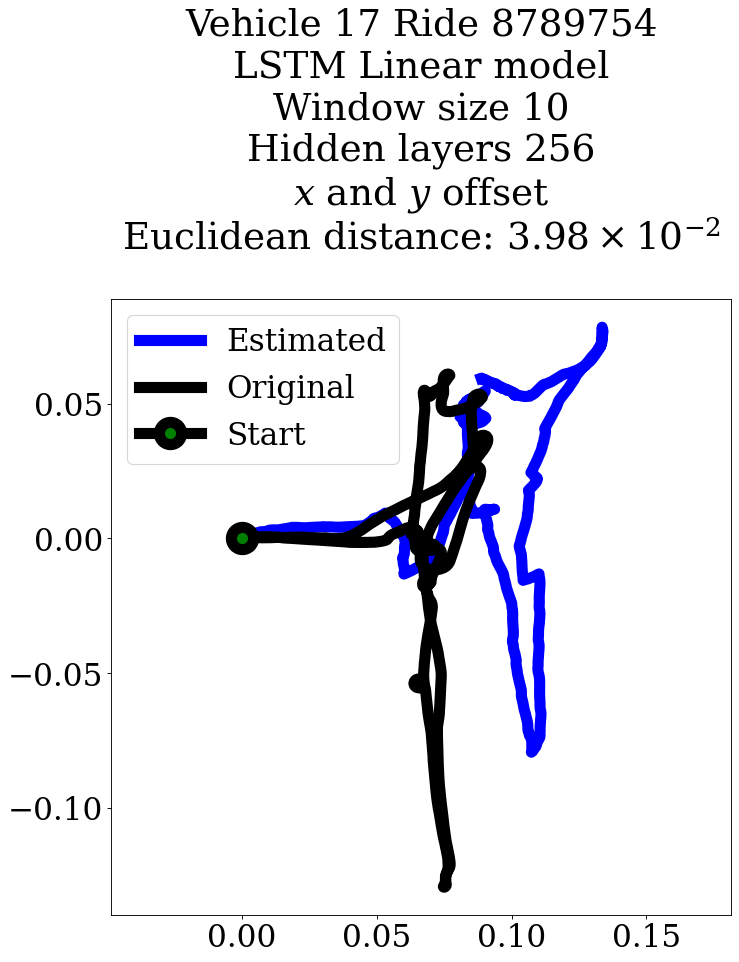 Vehicle 17 Ride 8789754
LSTM Linear model
Window size 10
Hidden layers 256
x and y offset
Euclidean distance: 3.98 × 10⁻²
Estimated
Original
Start
0.05
0.00
−0.05
−0.10
0.00 0.05 0.10 0.15